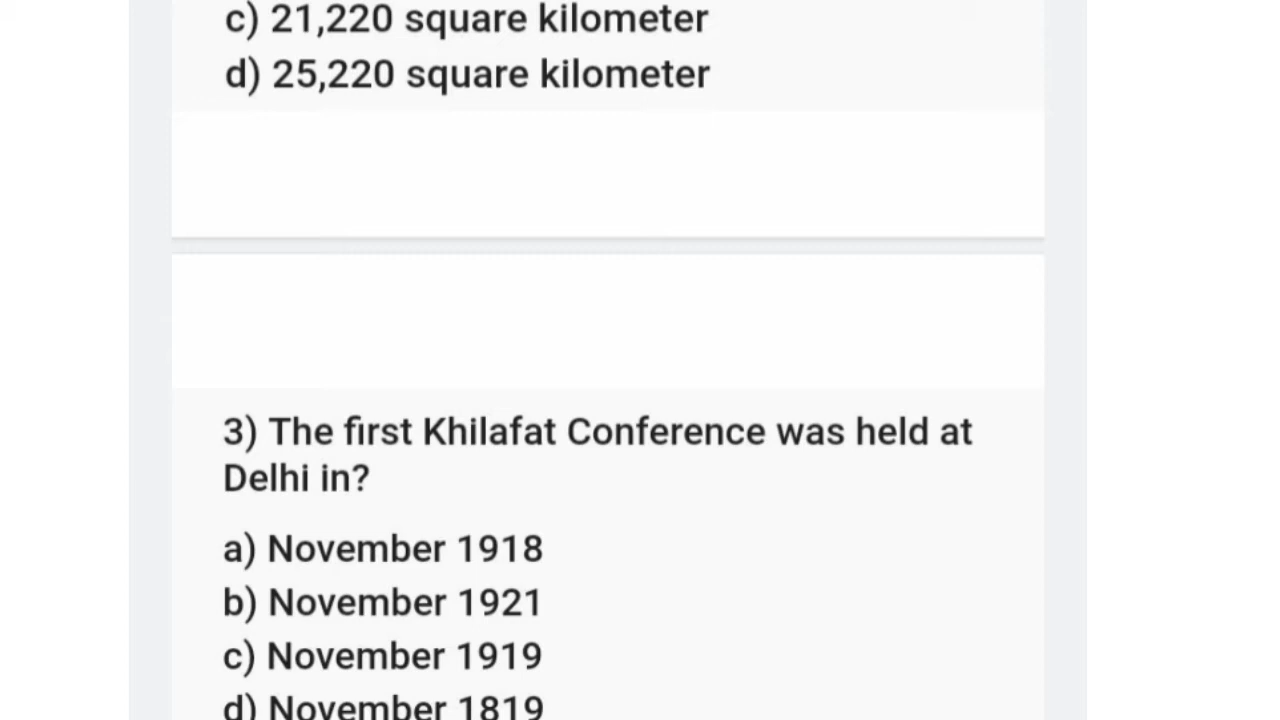 c) 21,220 square kilometer
d) 25,220 square kilometer
3) The first Khilafat Conference was held at
Delhi in?
a) November 1918
b) November 1921
c) November 1919
d) November 1819